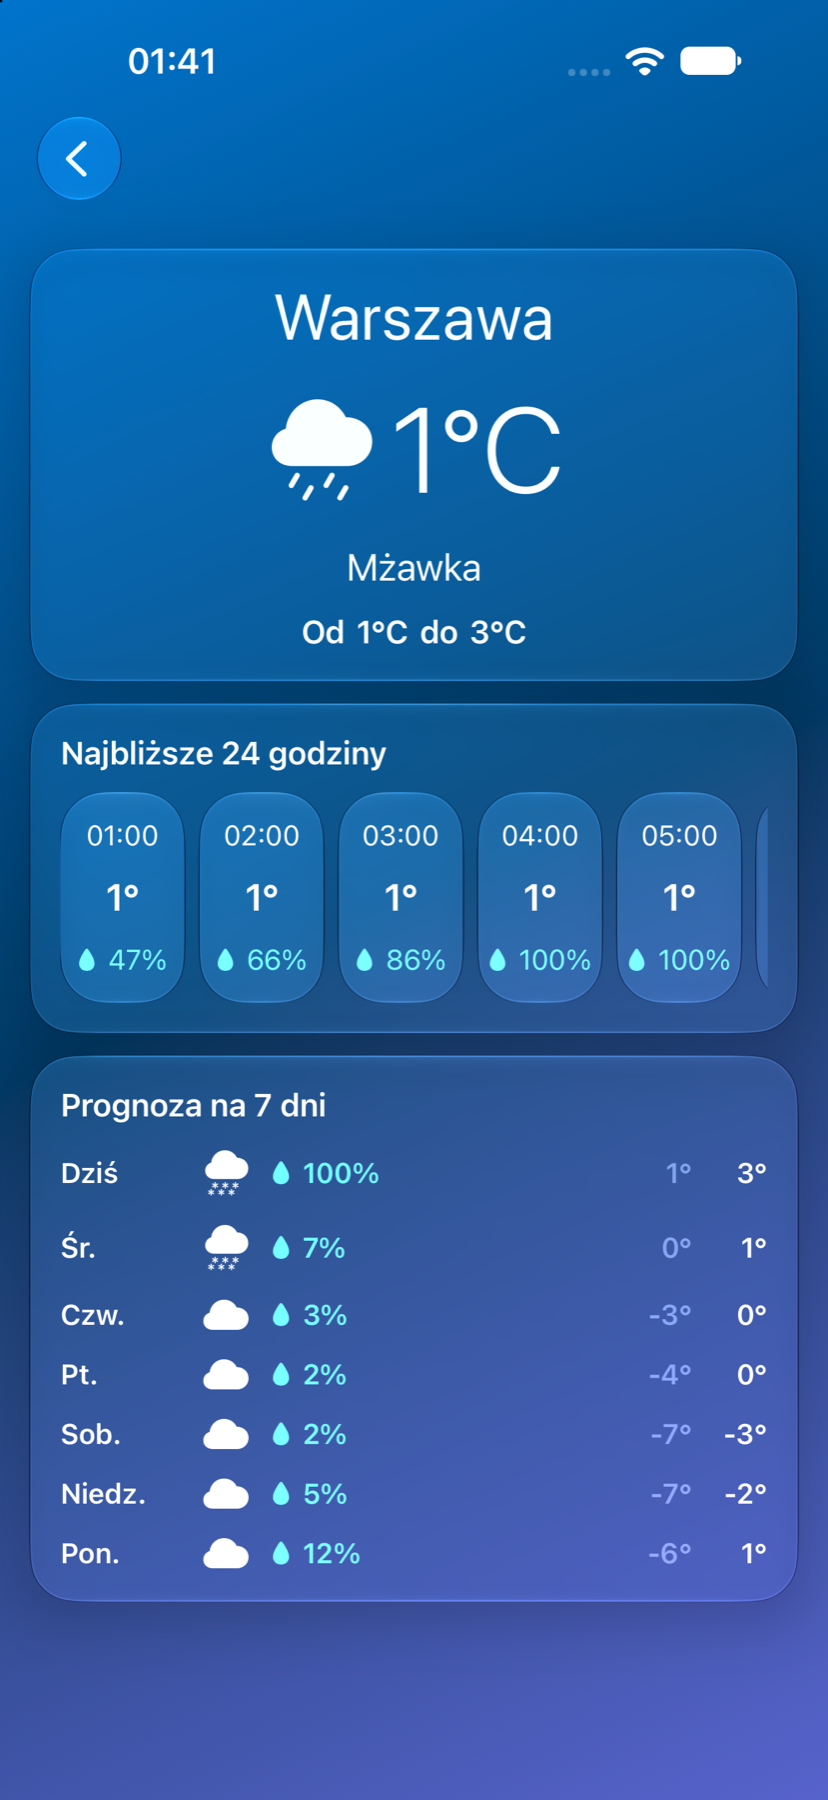 01:41
Warszawa
1°C
Mżawka
Od 1°C do 3°C
Najbliższe 24 godziny
01:00 02:00 03:00 04:00 05:00
1° 1° 1° 1° 1°
47% 66% 86% 100% 100%
Prognoza na 7 dni
Dziś 100% 1° 3°
Śr. 7% 0° 1°
Czw. 3% -3° 0°
Pt. 2% -4° 0°
Sob. 2% -7° -3°
Niedz. 5% -7° -2°
Pon. 12% -6° 1°